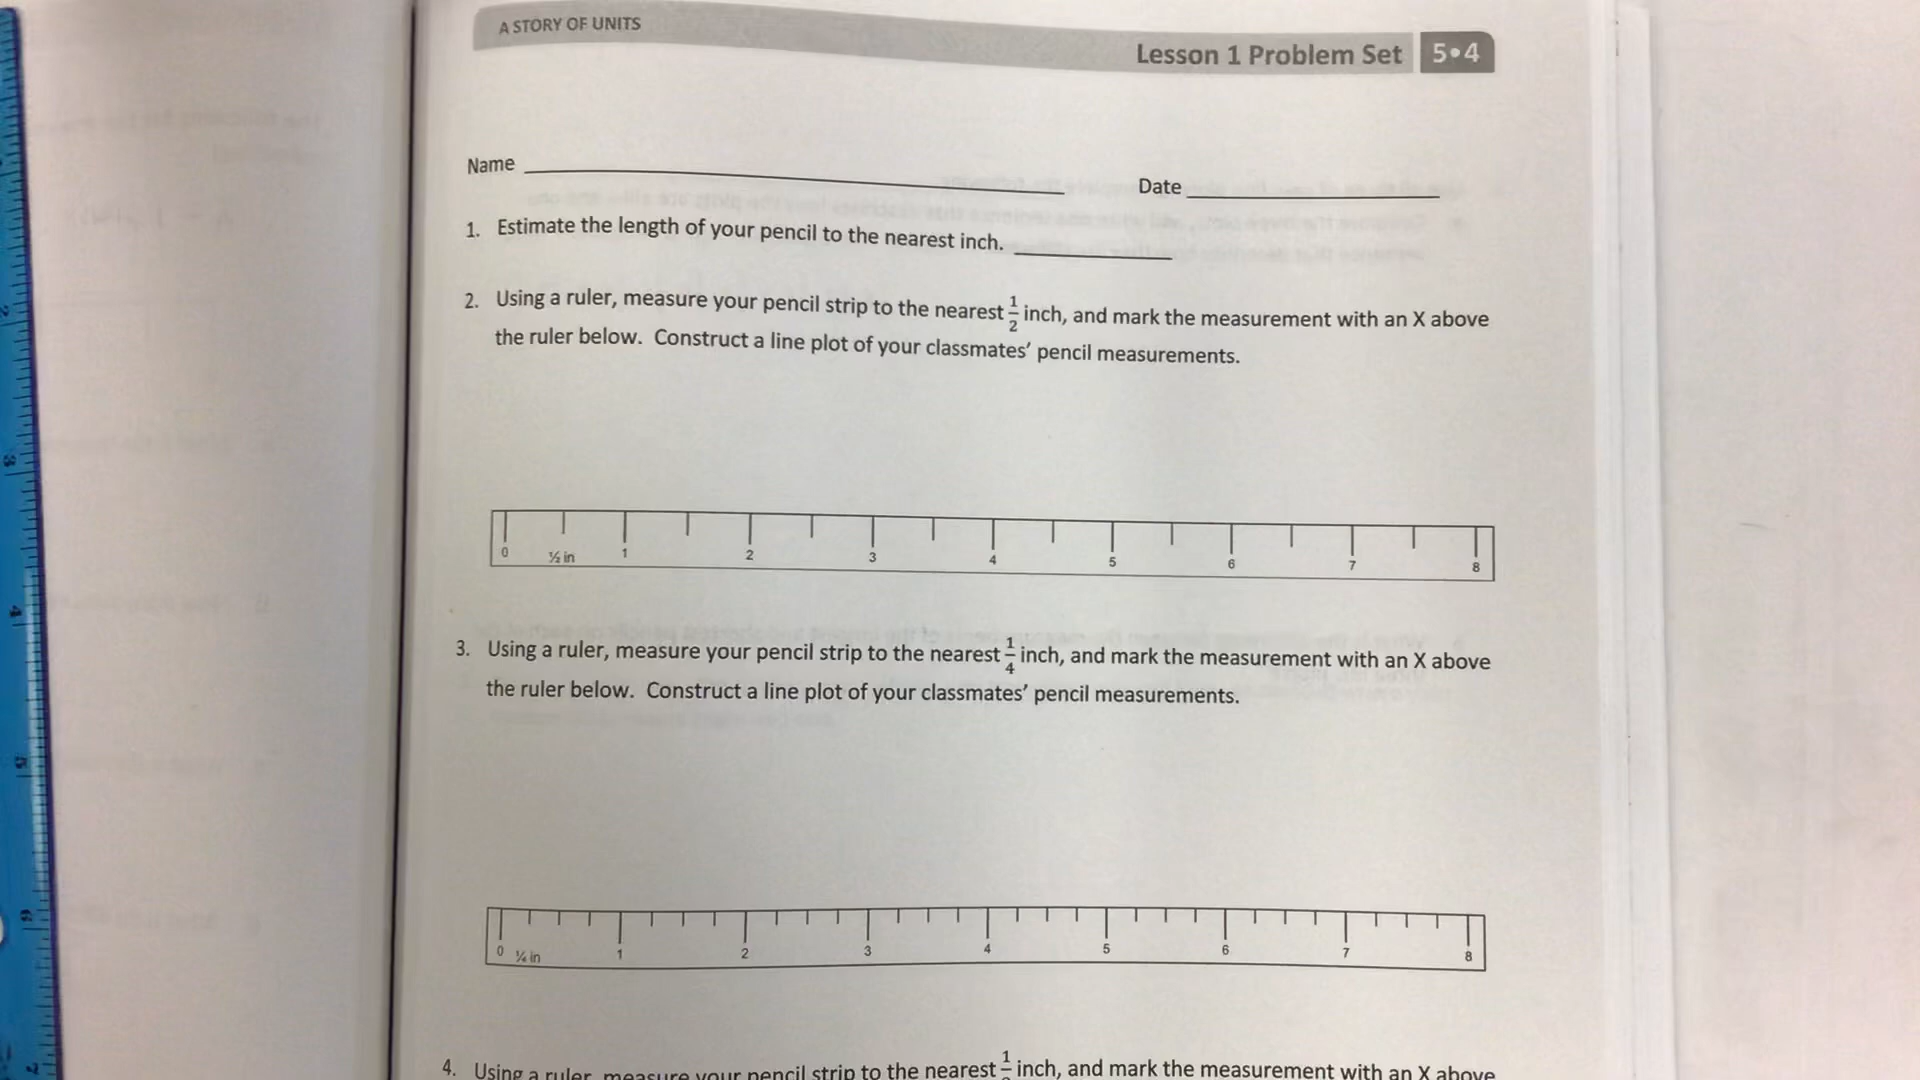 A STORY OF UNITS
Lesson 1 Problem Set 5•4
Name
Date
1. Estimate the length of your pencil to the nearest inch.
2. Using a ruler, measure your pencil strip to the nearest 1/2 inch, and mark the measurement with an X above
the ruler below. Construct a line plot of your classmates' pencil measurements.
0 ½ in 1 2 3 4 5 6 7 8
3. Using a ruler, measure your pencil strip to the nearest 1/4 inch, and mark the measurement with an X above
the ruler below. Construct a line plot of your classmates' pencil measurements.
0 ¼ in 1 2 3 4 5 6 7 8
4. Using a ruler, measure your pencil strip to the nearest inch, and mark the measurement with an X above
2
3
4
5
6
7